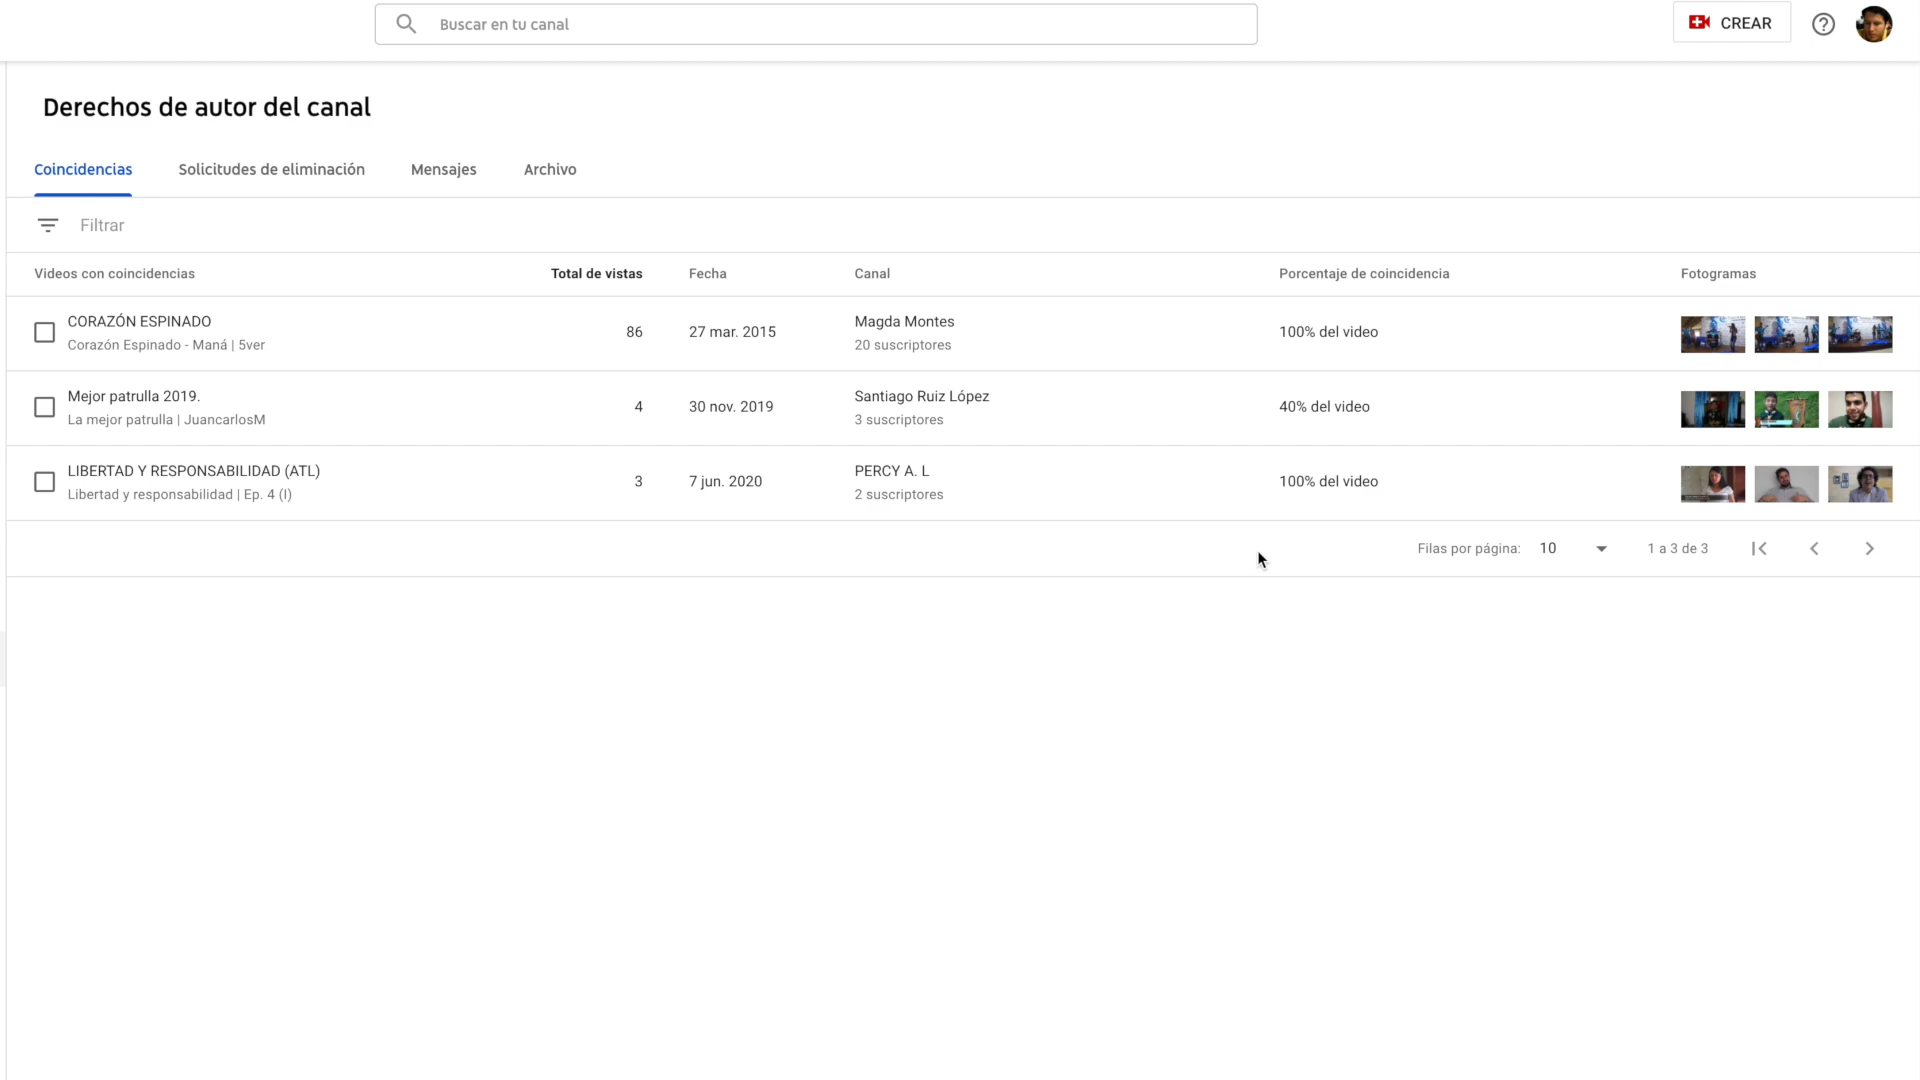 Buscar en tu canal
CREAR
Derechos de autor del canal
Coincidencias Solicitudes de eliminación Mensajes Archivo
Filtrar
Videos con coincidencias Total de vistas Fecha Canal Porcentaje de coincidencia Fotogramas
CORAZÓN ESPINADO
Corazón Espinado - Maná | 5ver
86 27 mar. 2015
Magda Montes
20 suscriptores
100% del video
Mejor patrulla 2019.
La mejor patrulla | JuancarlosM
4 30 nov. 2019
Santiago Ruiz López
3 suscriptores
40% del video
LIBERTAD Y RESPONSABILIDAD (ATL)
Libertad y responsabilidad | Ep. 4 (I)
3 7 jun. 2020
PERCY A. L
2 suscriptores
100% del video
Filas por página: 10 1 a 3 de 3